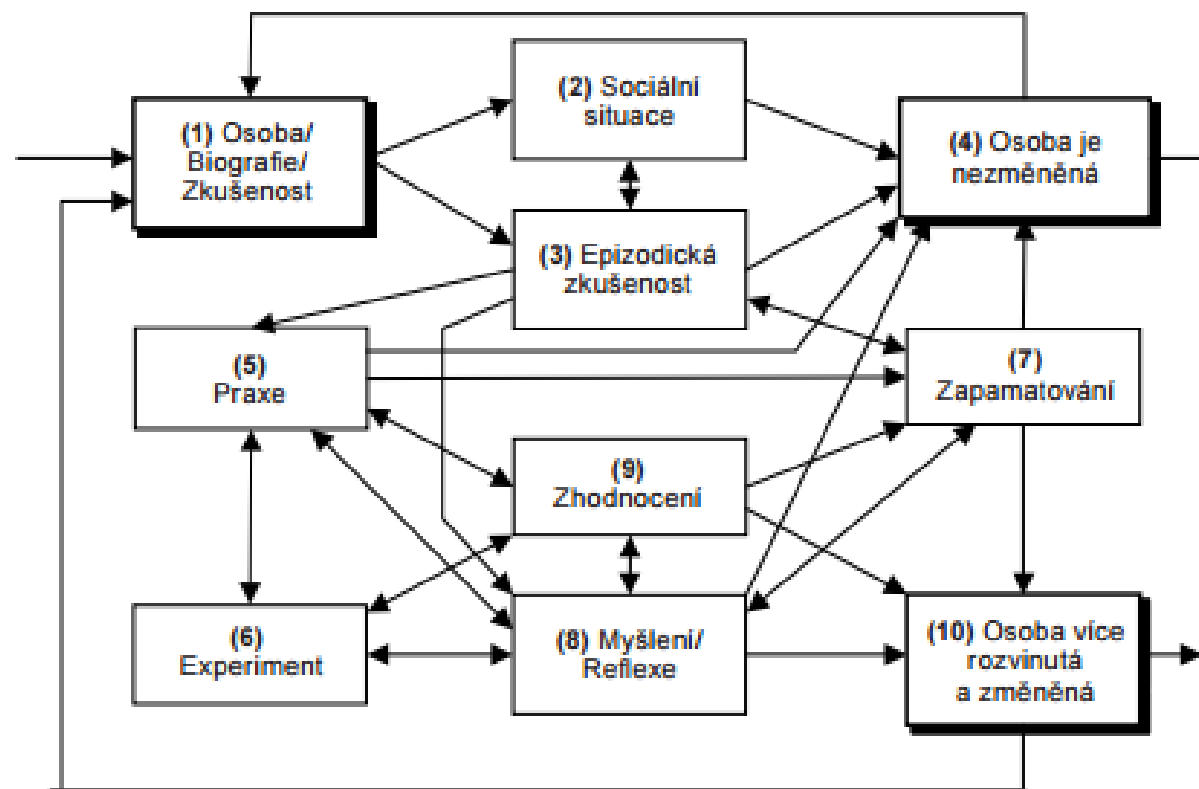 (1) Osoba/
Biografie/
Zkušenost
(2) Sociální
situace
(3) Epizodická
zkušenost
(4) Osoba je
nezměněná
(5)
Praxe
(6)
Experiment
(7)
Zapamatování
(8) Myšlení/
Reflexe
(9)
Zhodnocení
(10) Osoba více
rozvinutá
a změněná